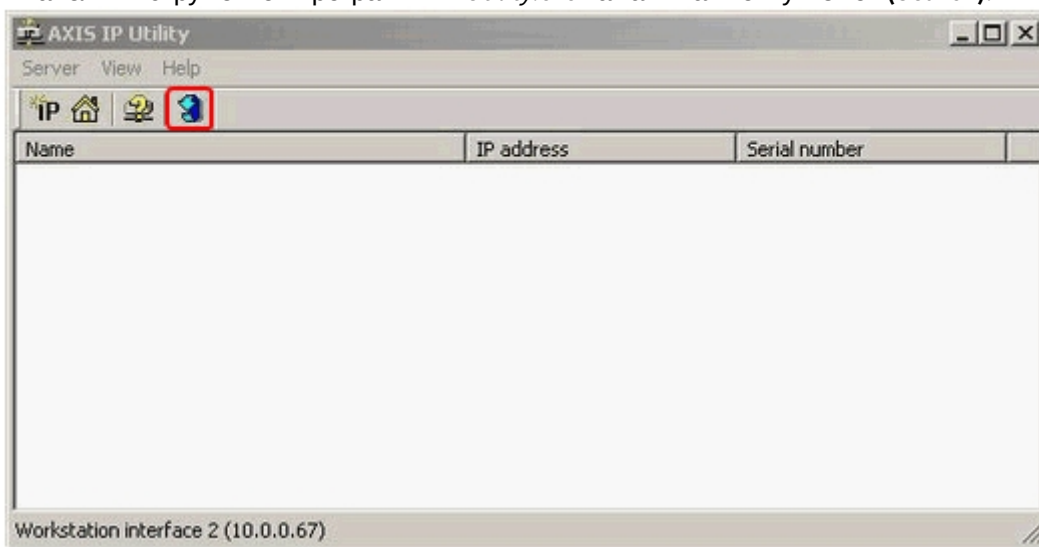 AXIS IP Utility
Server View Help
IP
Name IP address Serial number
Workstation interface 2 (10.0.0.67)